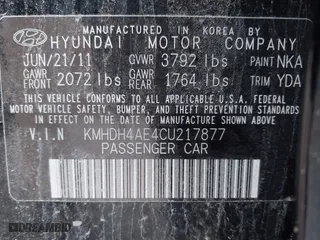 MANUFACTURED IN KOREA BY
HYUNDAI MOTOR COMPANY
JUN/21/11 GVWR 3792 lbs PAINT NKA
GAWR FRONT 2072 lbs GAWR REAR 1764 lbs TRIM YDA
THIS VEHICLE CONFORMS TO ALL APPLICABLE
U.S. FEDERAL MOTOR VEHICLE SAFETY, BUMPER,
AND THEFT PREVENTION STANDARDS IN EFFECT
ON THE DATE OF MANUFACTURE SHOWN ABOVE.
V.I.N KMHDH4AE4CU217877
PASSENGER CAR